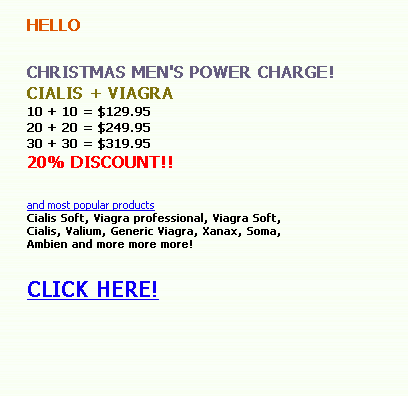 HELLO
CHRISTMAS MEN'S POWER CHARGE!
CIALIS + VIAGRA
10 + 10 = $129.95
20 + 20 = $249.95
30 + 30 = $319.95
20% DISCOUNT!!
and most popular products
Cialis Soft, Viagra professional, Viagra Soft,
Cialis, Valium, Generic Viagra, Xanax, Soma,
Ambien and more more more!
CLICK HERE!